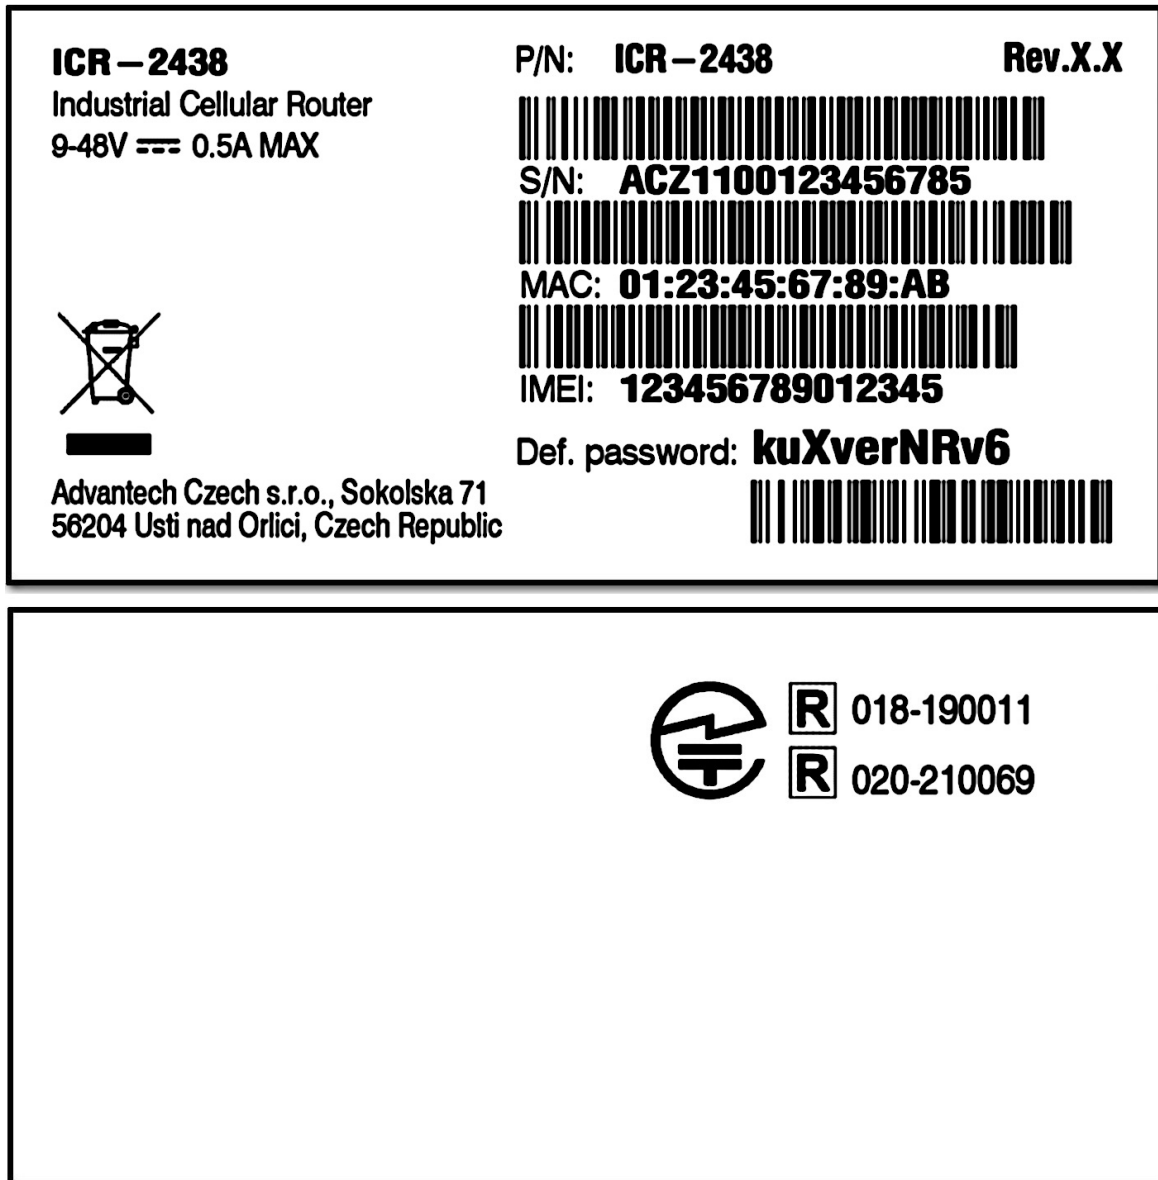 ICR-2438
Industrial Cellular Router
9-48V 0.5A MAX
Advantech Czech s.r.o., Sokolska 71
56204 Usti nad Orlici, Czech Republic
P/N: ICR-2438 Rev.X.X
S/N: ACZ1100123456785
MAC: 01:23:45:67:89:AB
IMEI: 123456789012345
Def. password: kuXverNRv6
R 018-190011
R 020-210069